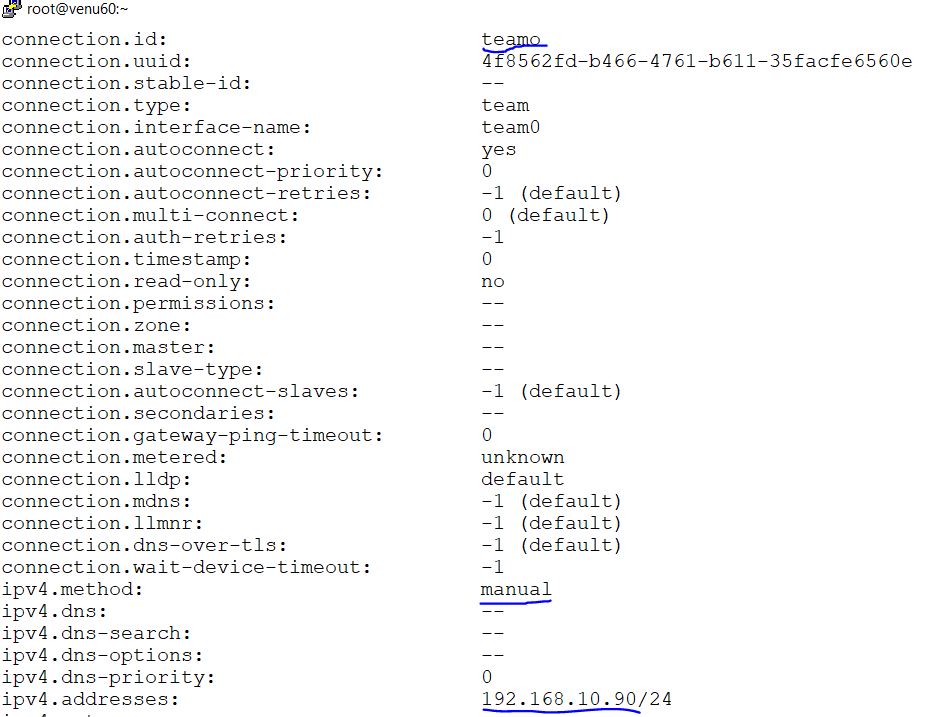 root@venu60:~
connection.id: teamo
connection.uuid: 4f8562fd-b466-4761-b611-35facfe6560e
connection.stable-id: --
connection.type: team
connection.interface-name: team0
connection.autoconnect: yes
connection.autoconnect-priority: 0
connection.autoconnect-retries: -1 (default)
connection.multi-connect: 0 (default)
connection.auth-retries: -1
connection.timestamp: 0
connection.read-only: no
connection.permissions: --
connection.zone: --
connection.master: --
connection.slave-type: --
connection.autoconnect-slaves: -1 (default)
connection.secondaries: --
connection.gateway-ping-timeout: 0
connection.metered: unknown
connection.lldp: default
connection.mdns: -1 (default)
connection.llmnr: -1 (default)
connection.dns-over-tls: -1 (default)
connection.wait-device-timeout: -1
ipv4.method: manual
ipv4.dns: --
ipv4.dns-search: --
ipv4.dns-options: --
ipv4.dns-priority: 0
ipv4.addresses: 192.168.10.90/24